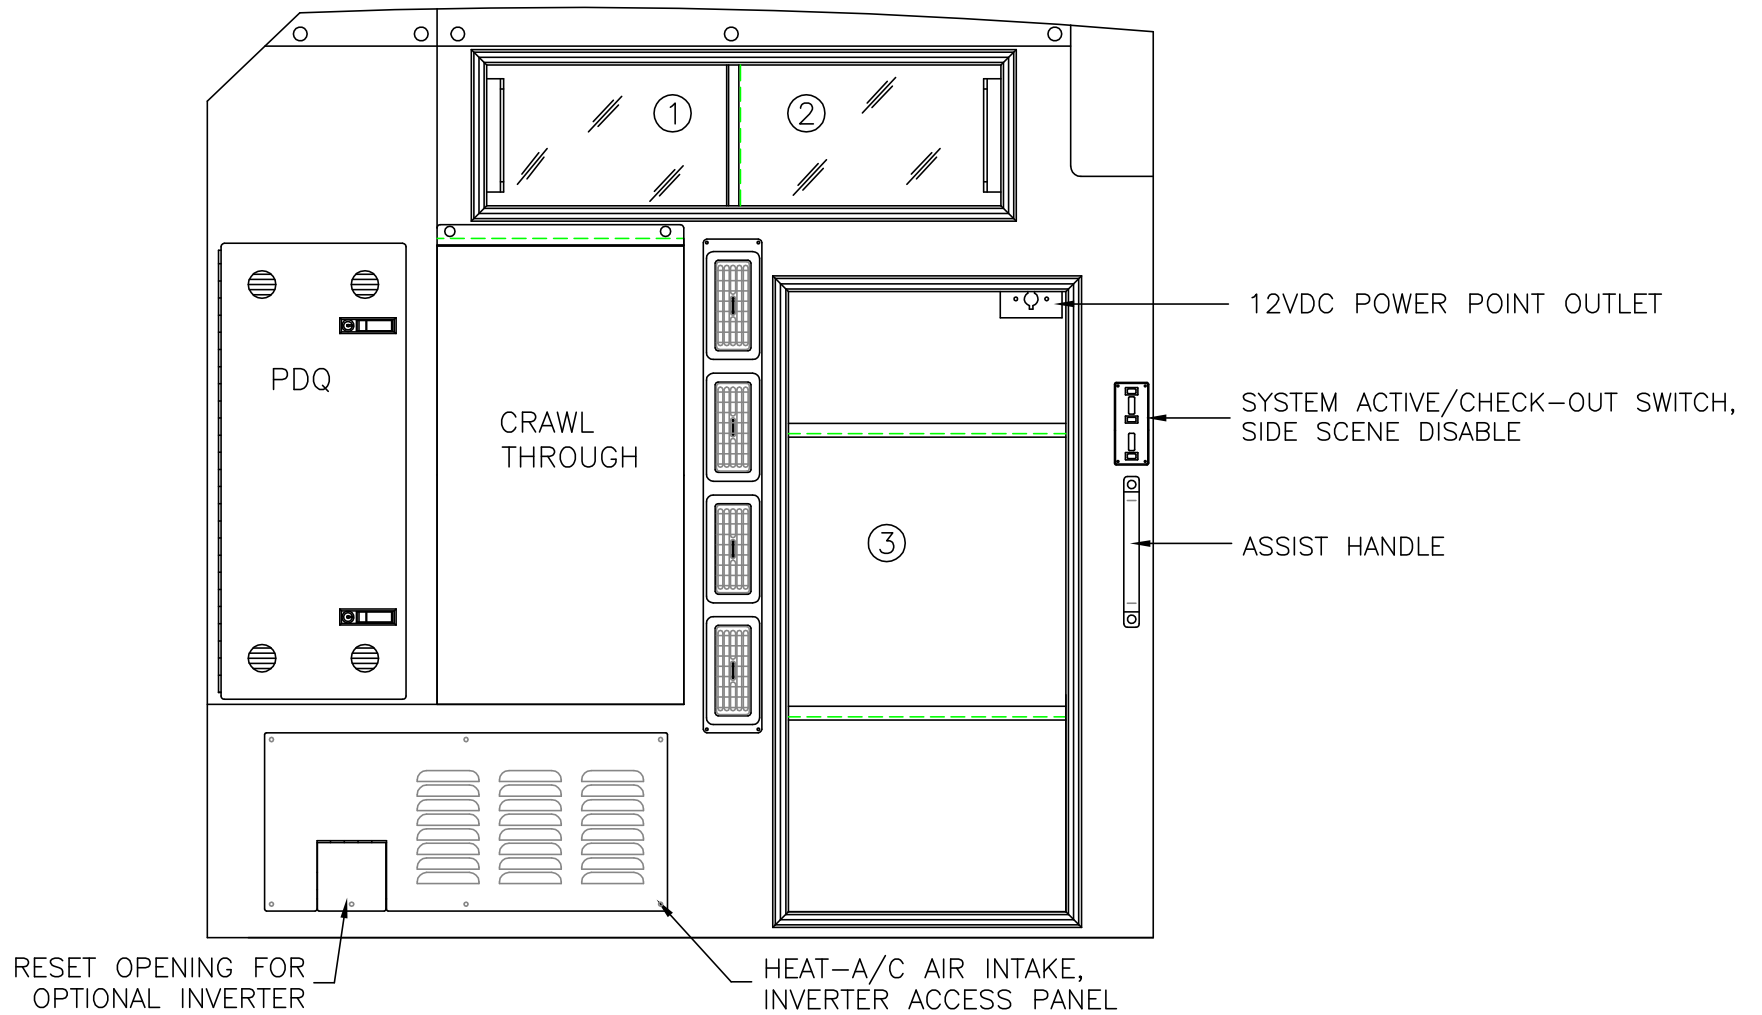 1
2
12VDC POWER POINT OUTLET
PDQ
CRAWL
THROUGH
SYSTEM ACTIVE/CHECK-OUT SWITCH,
SIDE SCENE DISABLE
3
ASSIST HANDLE
RESET OPENING FOR
OPTIONAL INVERTER
HEAT-A/C AIR INTAKE,
INVERTER ACCESS PANEL